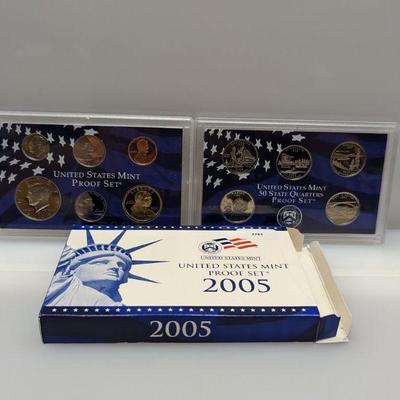 UNITED STATES MINT
PROOF SET
UNITED STATES MINT
50 STATE QUARTERS
PROOF SET
UNITED STATES MINT
UNITED STATES MINT
PROOF SET
2005
2005